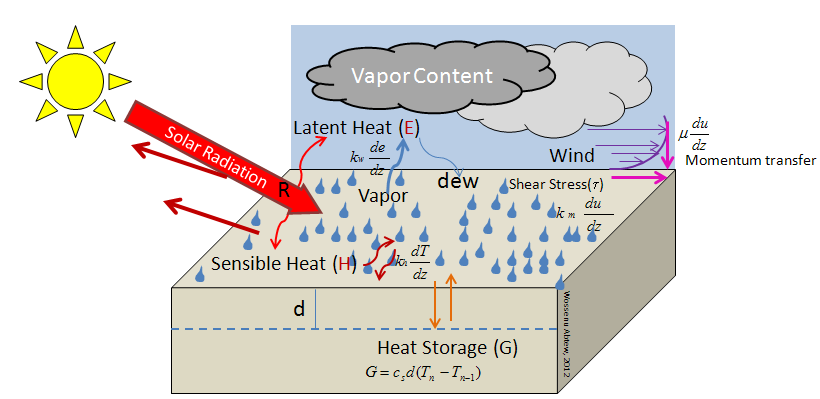 Vapor Content
Solar Radiation
Latent Heat (E)
k_w de/dz
Wind
μ du/dz
Momentum transfer
R
Vapor
dew
Shear Stress(τ)
k_m du/dz
Sensible Heat (H)
k_h dT/dz
d
Heat Storage (G)
G = c_s d(T_n − T_{n−1})
Wossenu Abtew, 2012